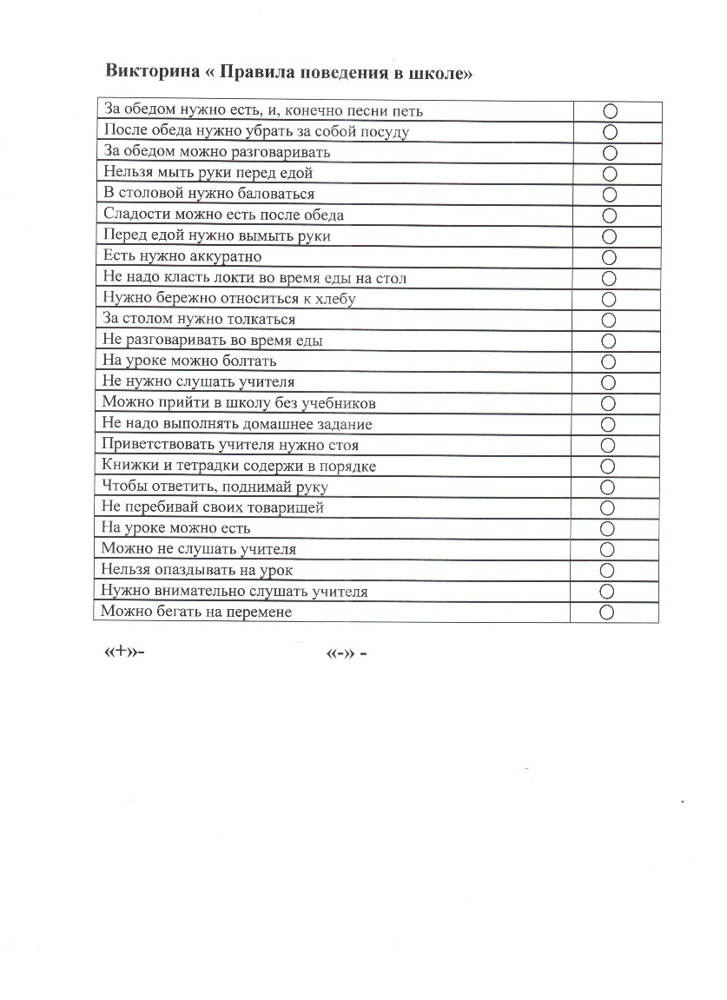 Викторина « Правила поведения в школе»
За обедом нужно есть, и, конечно песни петь
После обеда нужно убрать за собой посуду
За обедом можно разговаривать
Нельзя мыть руки перед едой
В столовой нужно баловаться
Сладости можно есть после обеда
Перед едой нужно вымыть руки
Есть нужно аккуратно
Не надо класть локти во время еды на стол
Нужно бережно относиться к хлебу
За столом нужно толкаться
Не разговаривать во время еды
На уроке можно болтать
Не нужно слушать учителя
Можно прийти в школу без учебников
Не надо выполнять домашнее задание
Приветствовать учителя нужно стоя
Книжки и тетрадки содержи в порядке
Чтобы ответить, поднимай руку
Не перебивай своих товарищей
На уроке можно есть
Можно не слушать учителя
Нельзя опаздывать на урок
Нужно внимательно слушать учителя
Можно бегать на перемене
«+»- «-» -